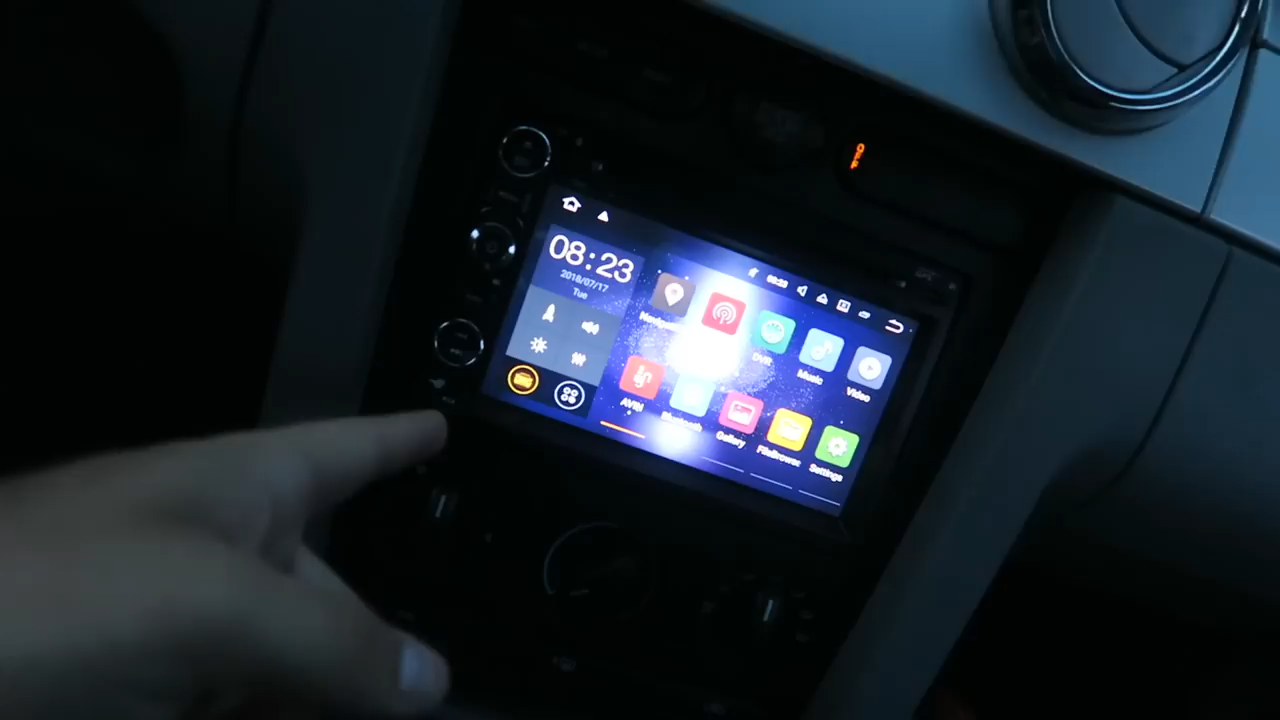 08:23
2018/07/17
Tue
08:23
DVR
Music
Video
AVIN
Bluetooth
Gallery
FileBrowser
Settings